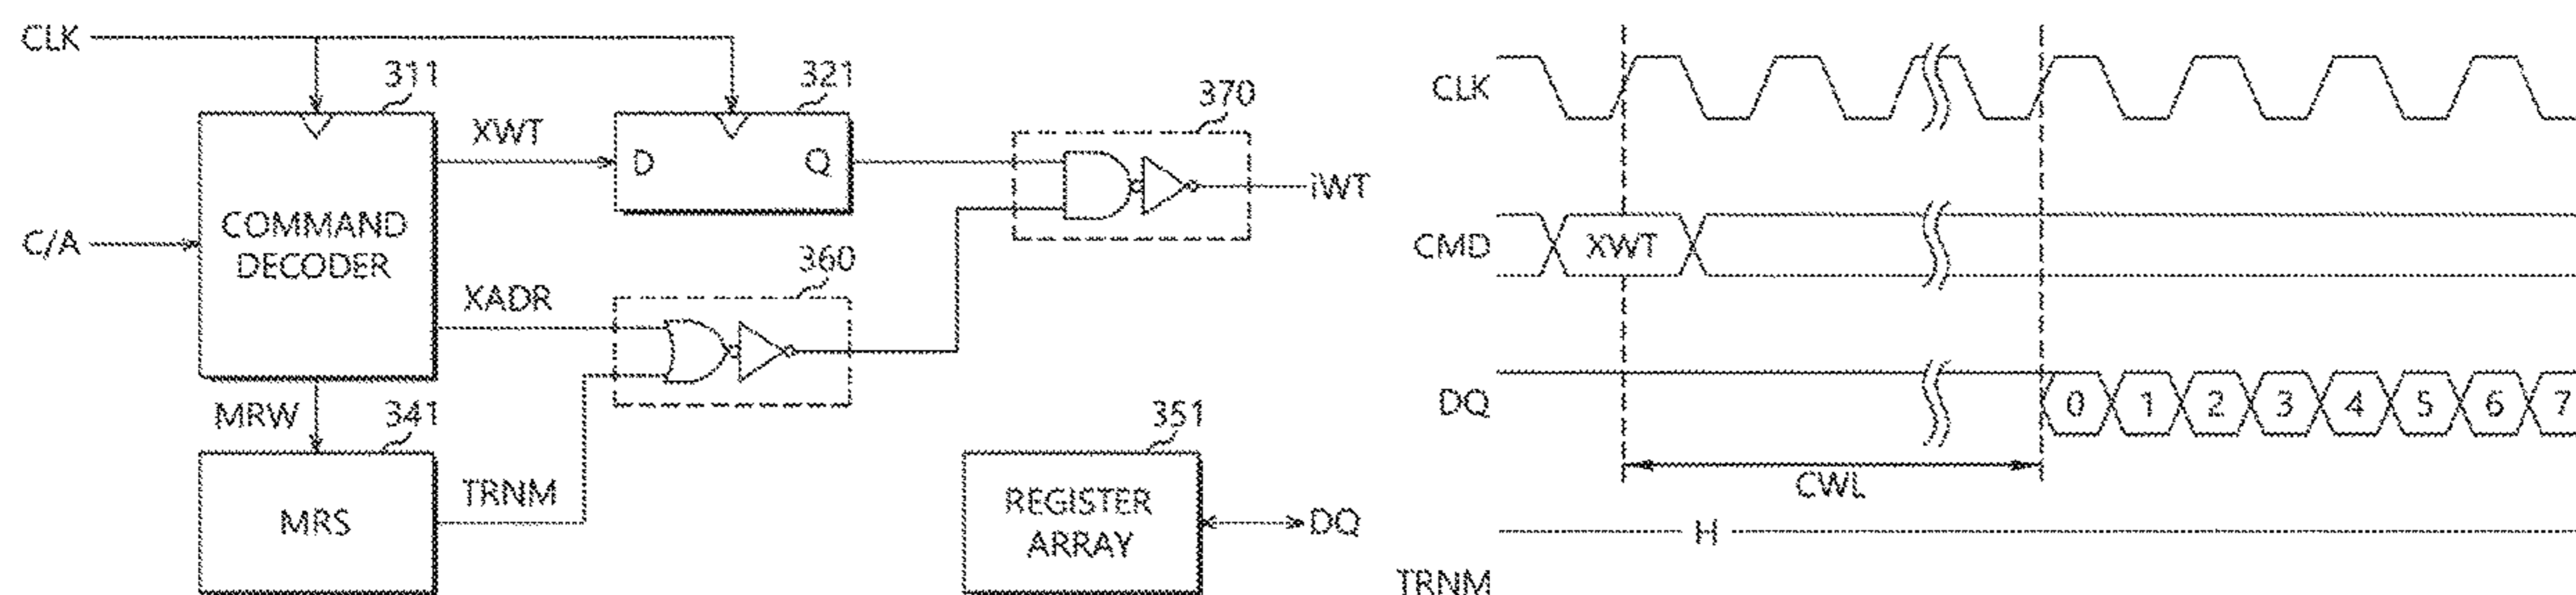 CLK
311
321
370
XWT
D
Q
iWT
C/A
COMMAND
DECODER
360
XADR
MRW
341
351
TRNM
MRS
REGISTER
ARRAY
DQ
CLK
CMD
XWT
DQ
0 1 2 3 4 5 6 7
CWL
H
TRNM